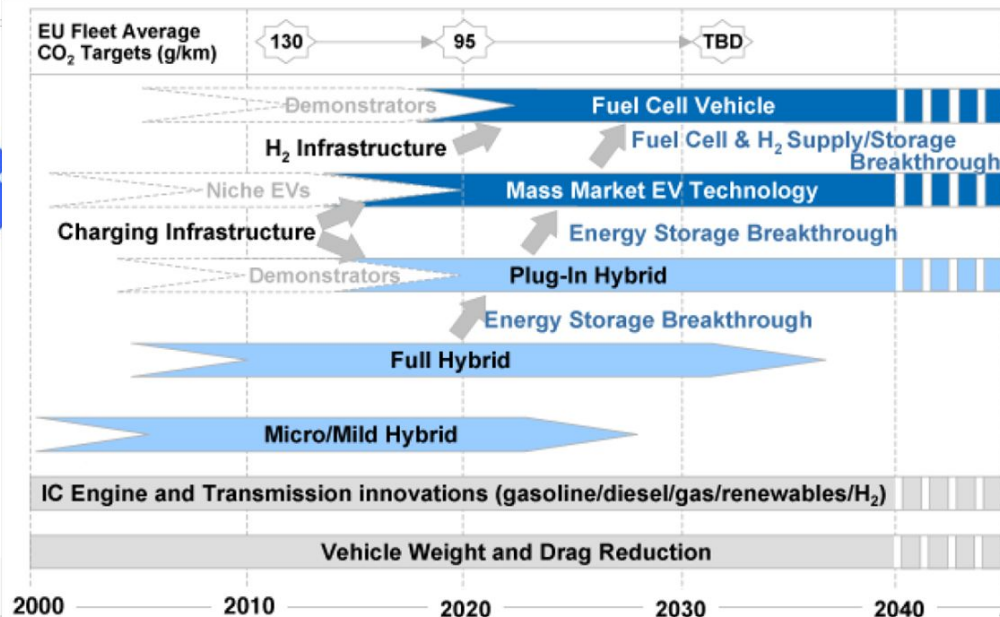 EU Fleet Average
CO₂ Targets (g/km)
130
95
TBD
Demonstrators
Fuel Cell Vehicle
H₂ Infrastructure
Fuel Cell & H₂ Supply/Storage
Breakthrough
Niche EVs
Mass Market EV Technology
Charging Infrastructure
Energy Storage Breakthrough
Demonstrators
Plug-In Hybrid
Energy Storage Breakthrough
Full Hybrid
Micro/Mild Hybrid
IC Engine and Transmission innovations (gasoline/diesel/gas/renewables/H₂)
Vehicle Weight and Drag Reduction
2000
2010
2020
2030
2040